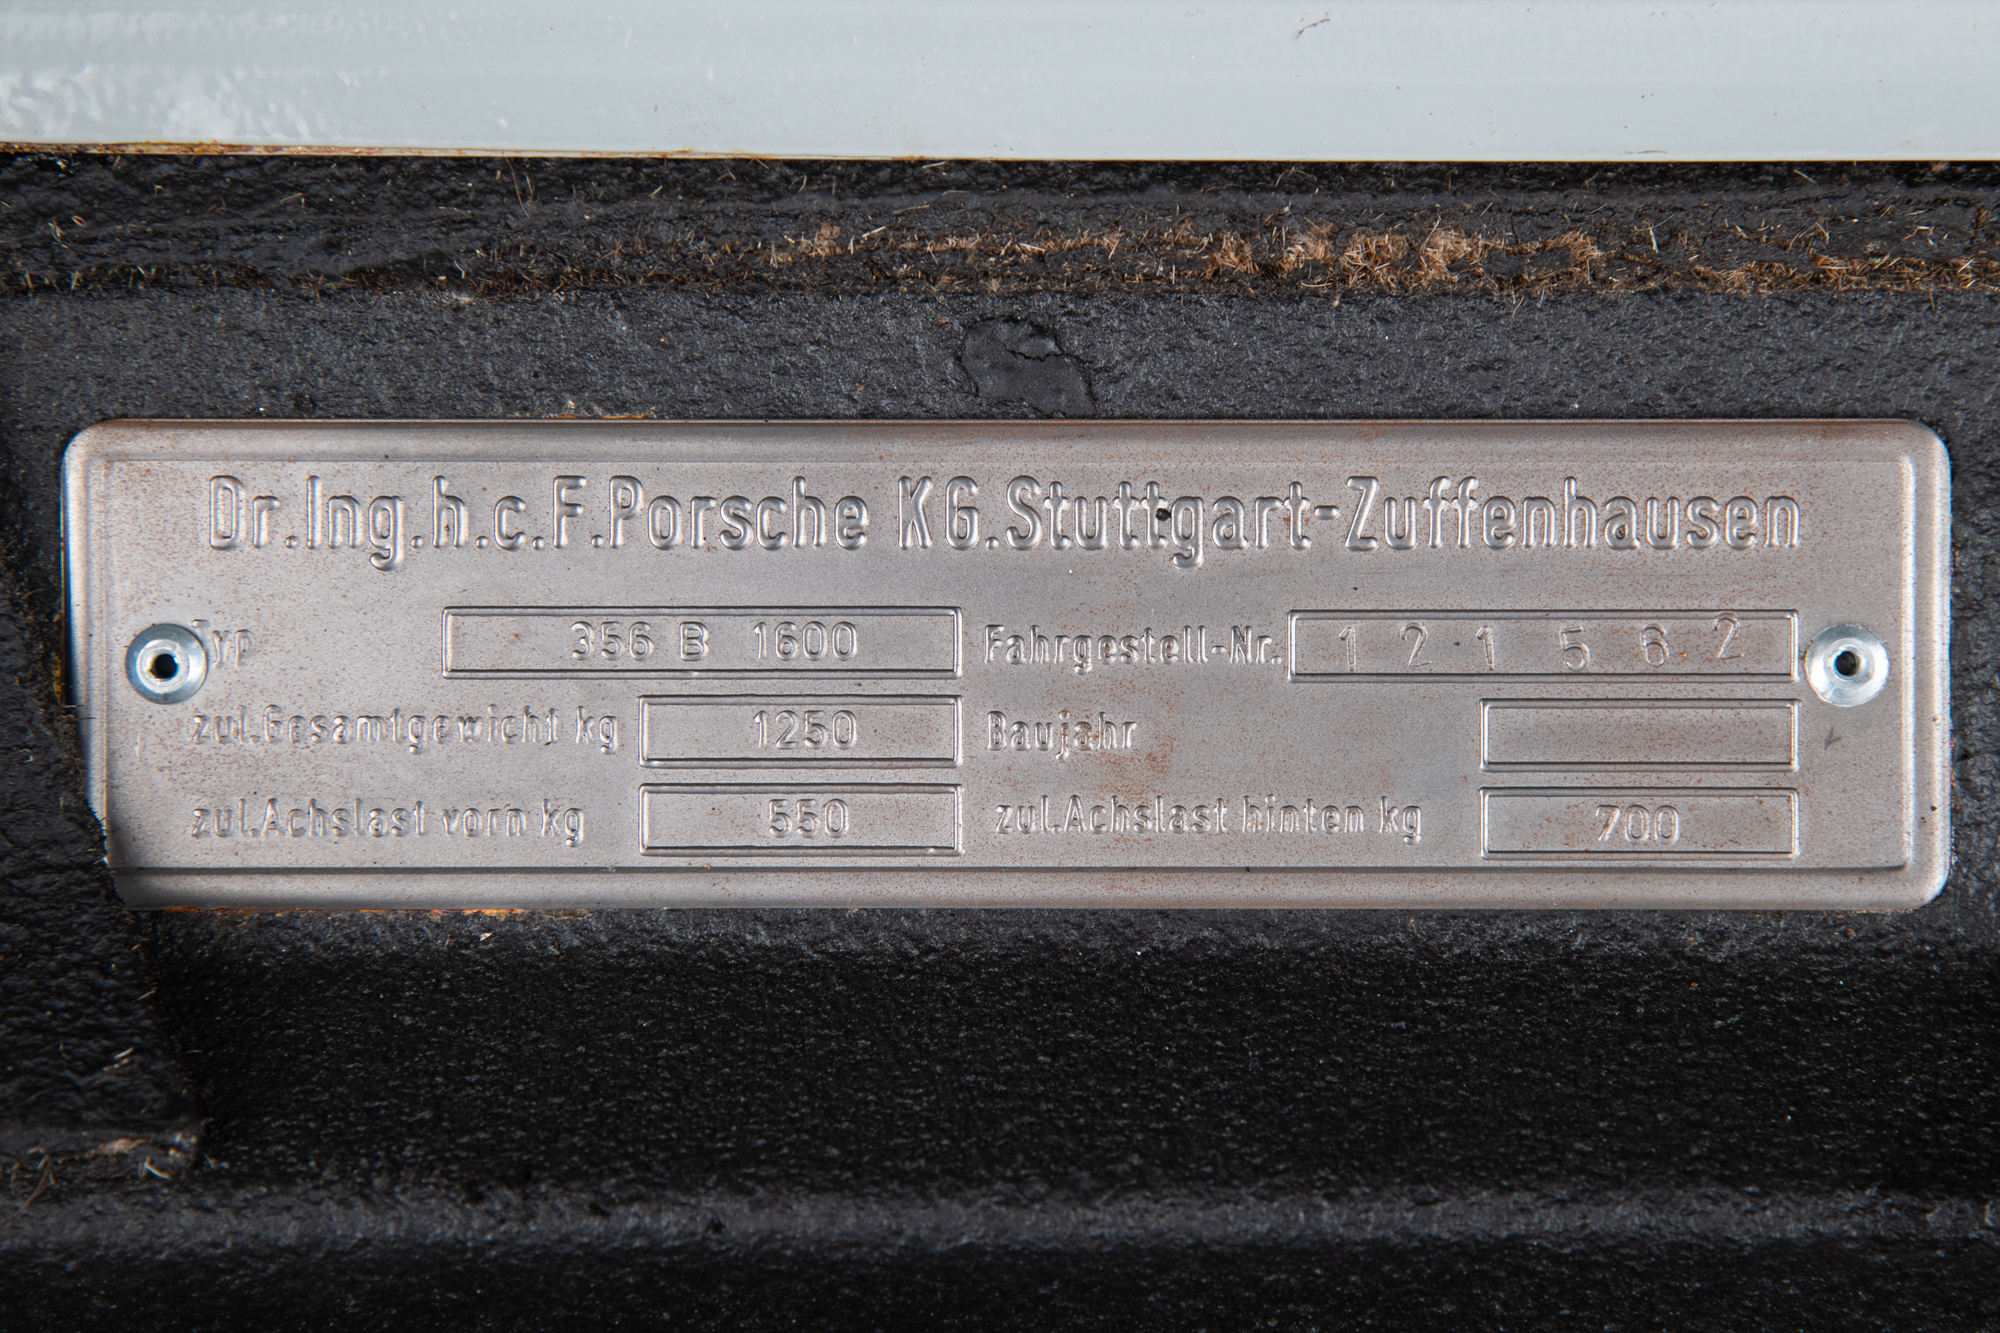 Dr.Ing.h.c.F.Porsche KG.Stuttgart-Zuffenhausen
Typ 356 B 1600 Fahrgestell-Nr. 121562
zul.Gesamtgewicht kg 1250 Baujahr
zul.Achslast vorn kg 550 zul.Achslast hinten kg 700